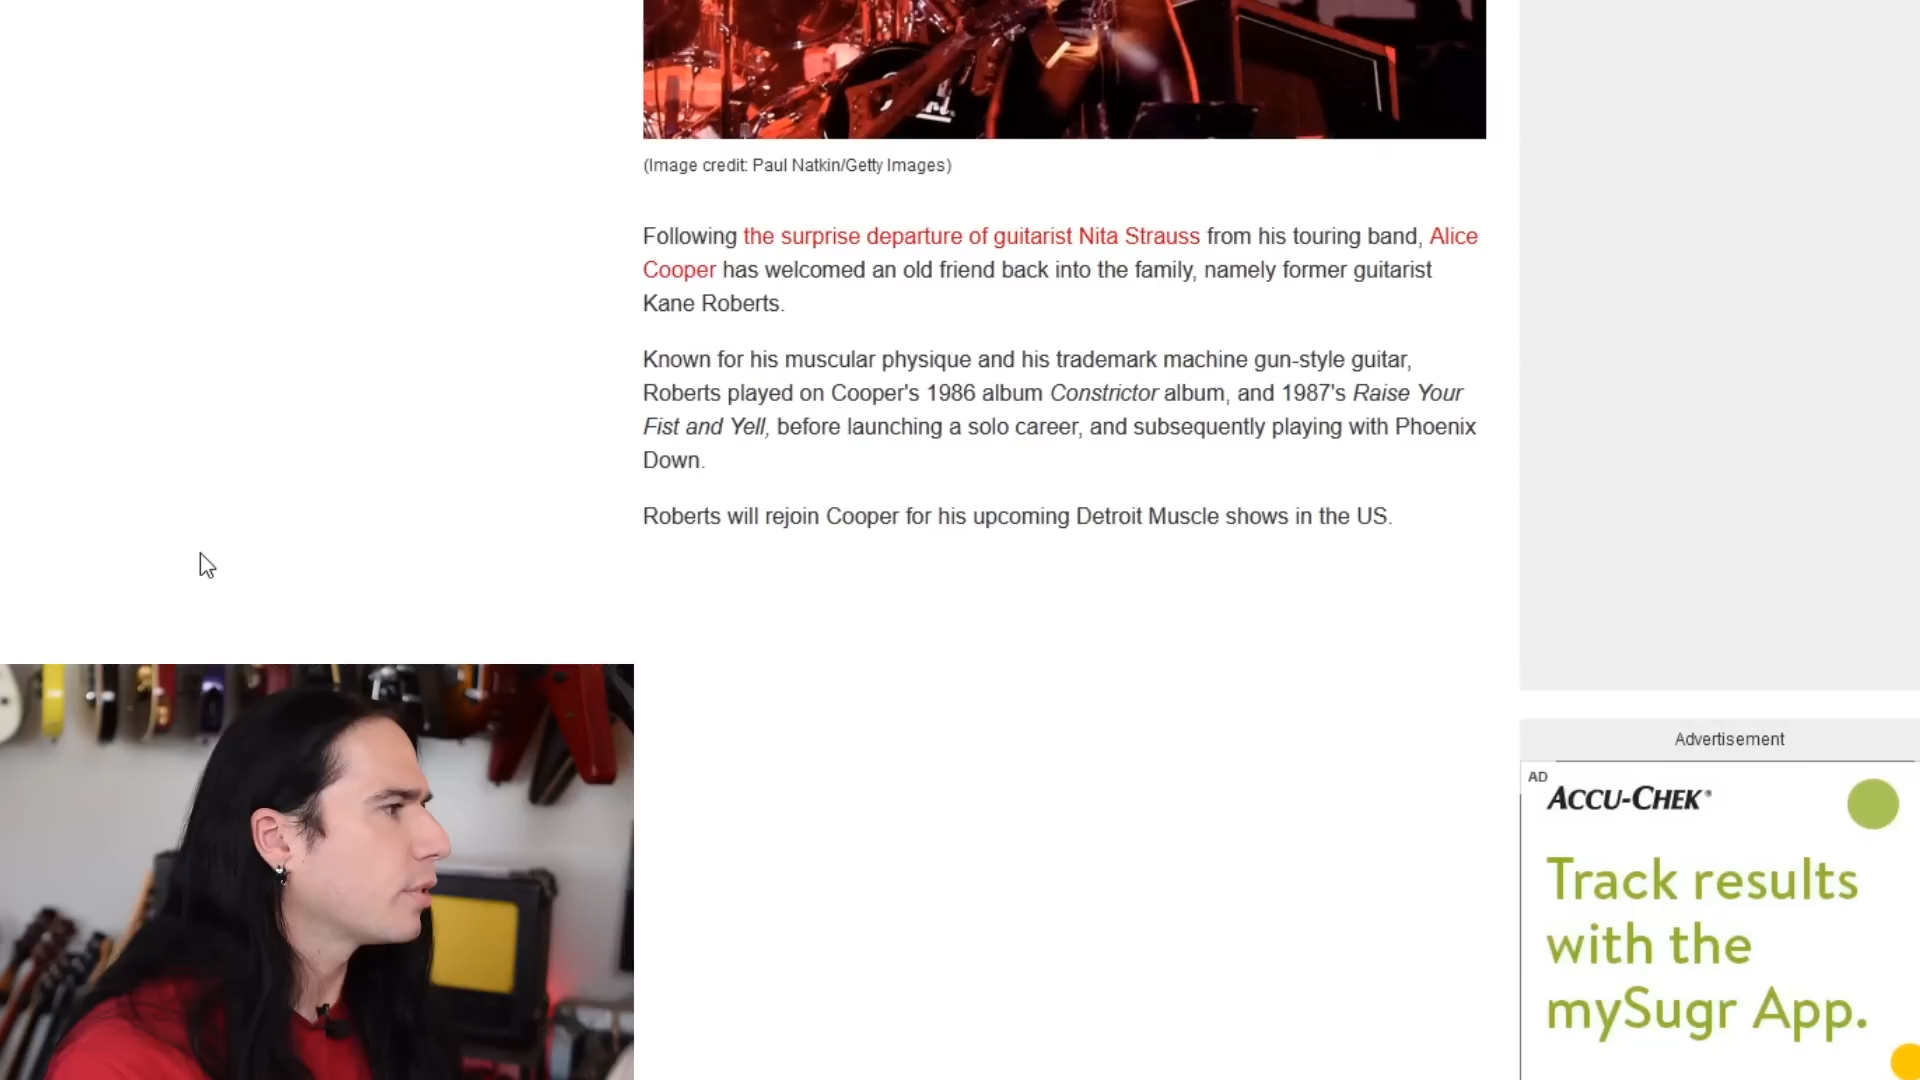 (Image credit: Paul Natkin/Getty Images)
Following the surprise departure of guitarist Nita Strauss from his touring band, Alice
Cooper has welcomed an old friend back into the family, namely former guitarist
Kane Roberts.
Known for his muscular physique and his trademark machine gun-style guitar,
Roberts played on Cooper's 1986 album Constrictor album, and 1987's Raise Your
Fist and Yell, before launching a solo career, and subsequently playing with Phoenix
Down.
Roberts will rejoin Cooper for his upcoming Detroit Muscle shows in the US.
Advertisement
AD
ACCU-CHEK®
Track results
with the
mySugr App.